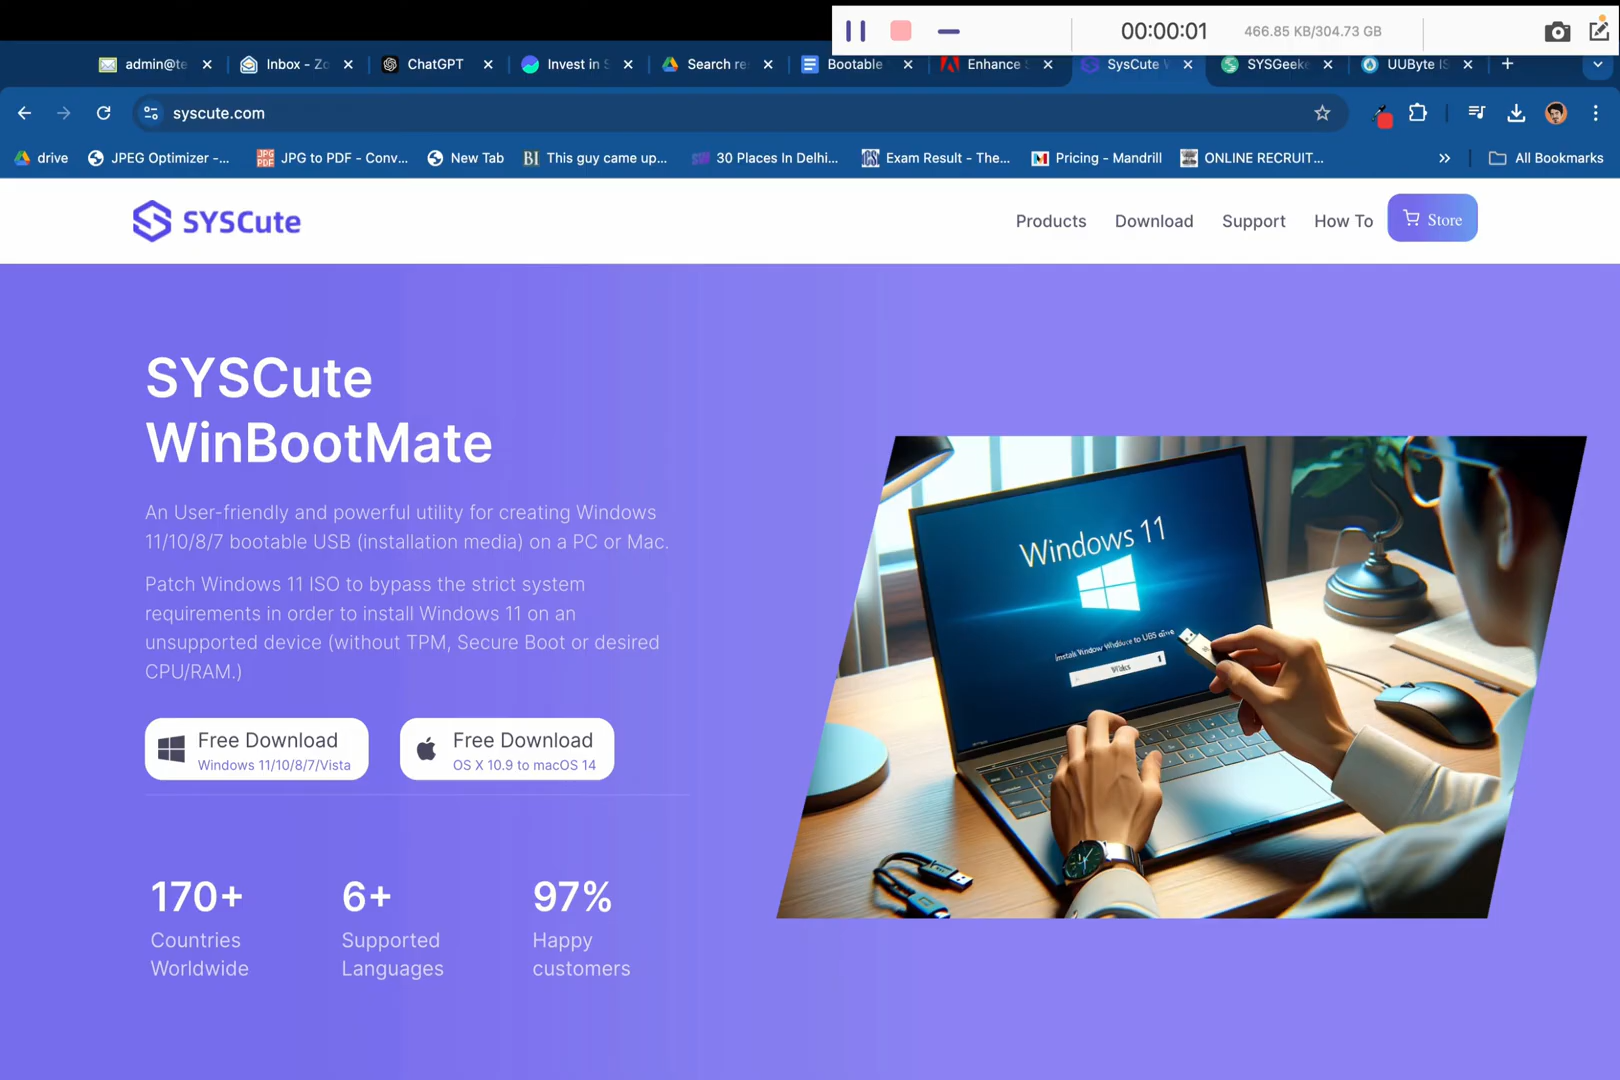 00:00:01
466.85 KB/304.73 GB
admin@te
Inbox - Zo
ChatGPT
Invest in S
Search re
Bootable
Enhance S
SysCute W
SYSGeeke
UUByte IS
syscute.com
drive
JPEG Optimizer -...
JPG to PDF - Conv...
New Tab
This guy came up...
30 Places In Delhi...
Exam Result - The...
Pricing - Mandrill
ONLINE RECRUIT...
All Bookmarks
SYSCute
Products
Download
Support
How To
Store
SYSCute
WinBootMate
An User-friendly and powerful utility for creating Windows
11/10/8/7 bootable USB (installation media) on a PC or Mac.
Patch Windows 11 ISO to bypass the strict system
requirements in order to install Windows 11 on an
unsupported device (without TPM, Secure Boot or desired
CPU/RAM.)
Free Download
Windows 11/10/8/7/Vista
Free Download
OS X 10.9 to macOS 14
Windows 11
170+
Countries
Worldwide
6+
Supported
Languages
97%
Happy
customers